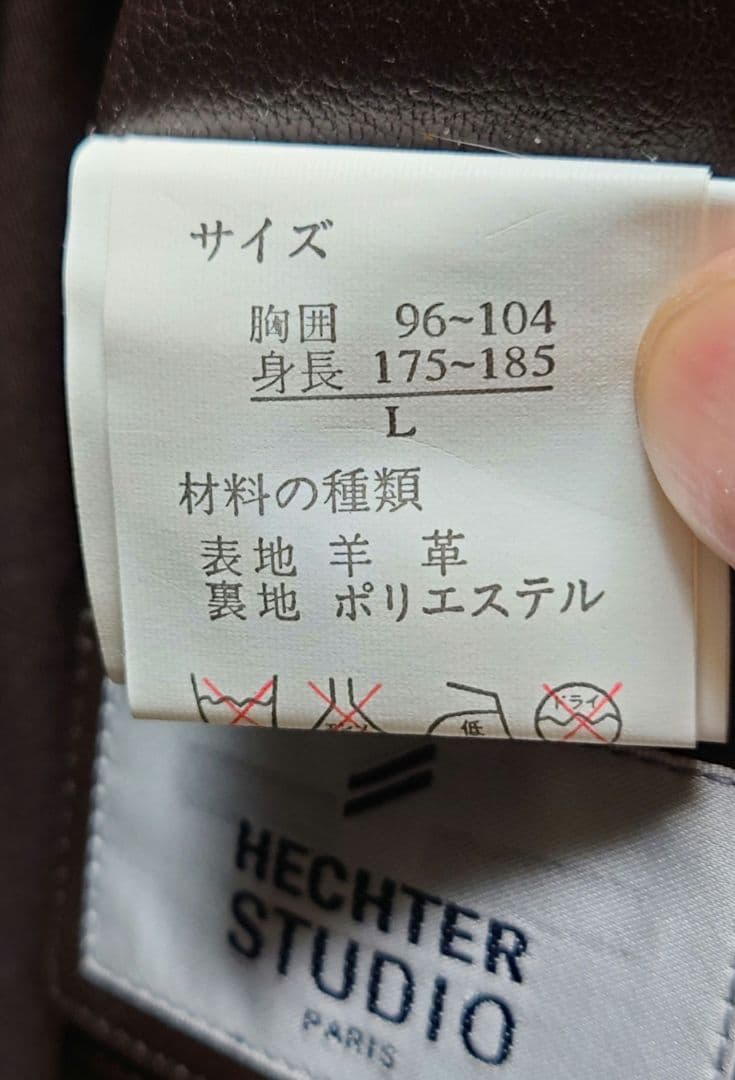 サイズ
胸囲 96~104
身長 175~185
L
材料の種類
表地 羊 革
裏地 ポリエステル
低 ドライ
HECHTER
STUDIO
PARIS